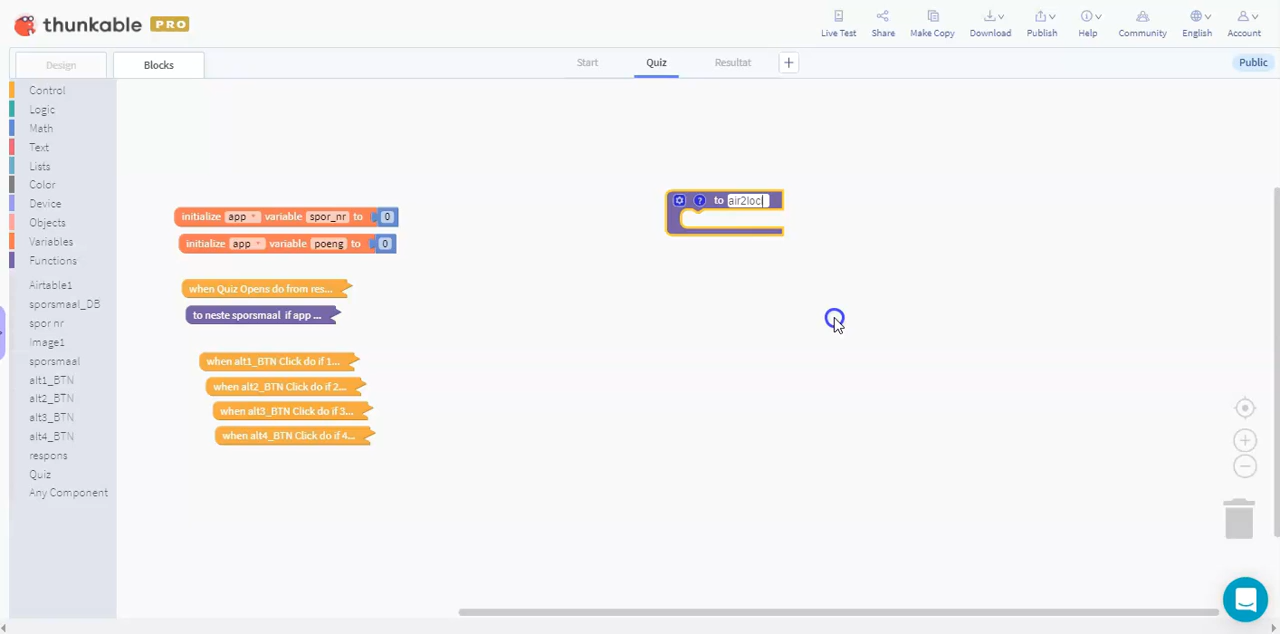 thunkable PRO
Live Test Share Make Copy Download Publish Help Community English Account
Design Blocks Start Quiz Resultat + Public
Control
Logic
Math
Text
Lists
Color
Device
Objects
Variables
Functions
Airtable1
sporsmaal_DB
spor nr
Image1
sporsmaal
alt1_BTN
alt2_BTN
alt3_BTN
alt4_BTN
respons
Quiz
Any Component
initialize app variable spor_nr to 0
initialize app variable poeng to 0
when Quiz Opens do from res...
to neste sporsmaal if app ...
when alt1_BTN Click do if 1...
when alt2_BTN Click do if 2...
when alt3_BTN Click do if 3...
when alt4_BTN Click do if 4...
? to air2loc